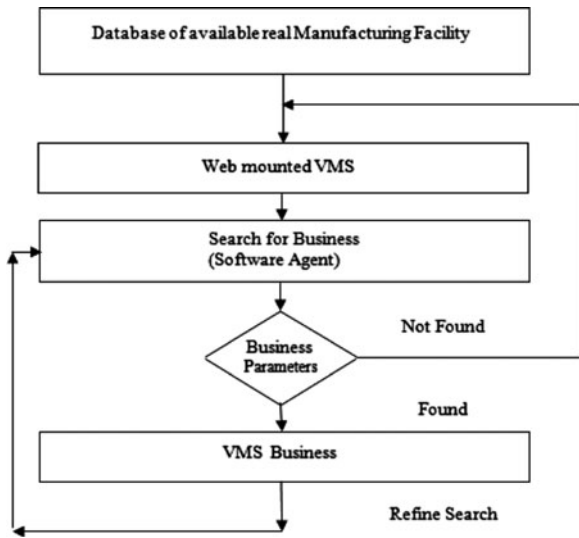 Database of available real Manufacturing Facility
Web mounted VMS
Search for Business
(Software Agent)
Not Found
Business
Parameters
Found
VMS Business
Refine Search